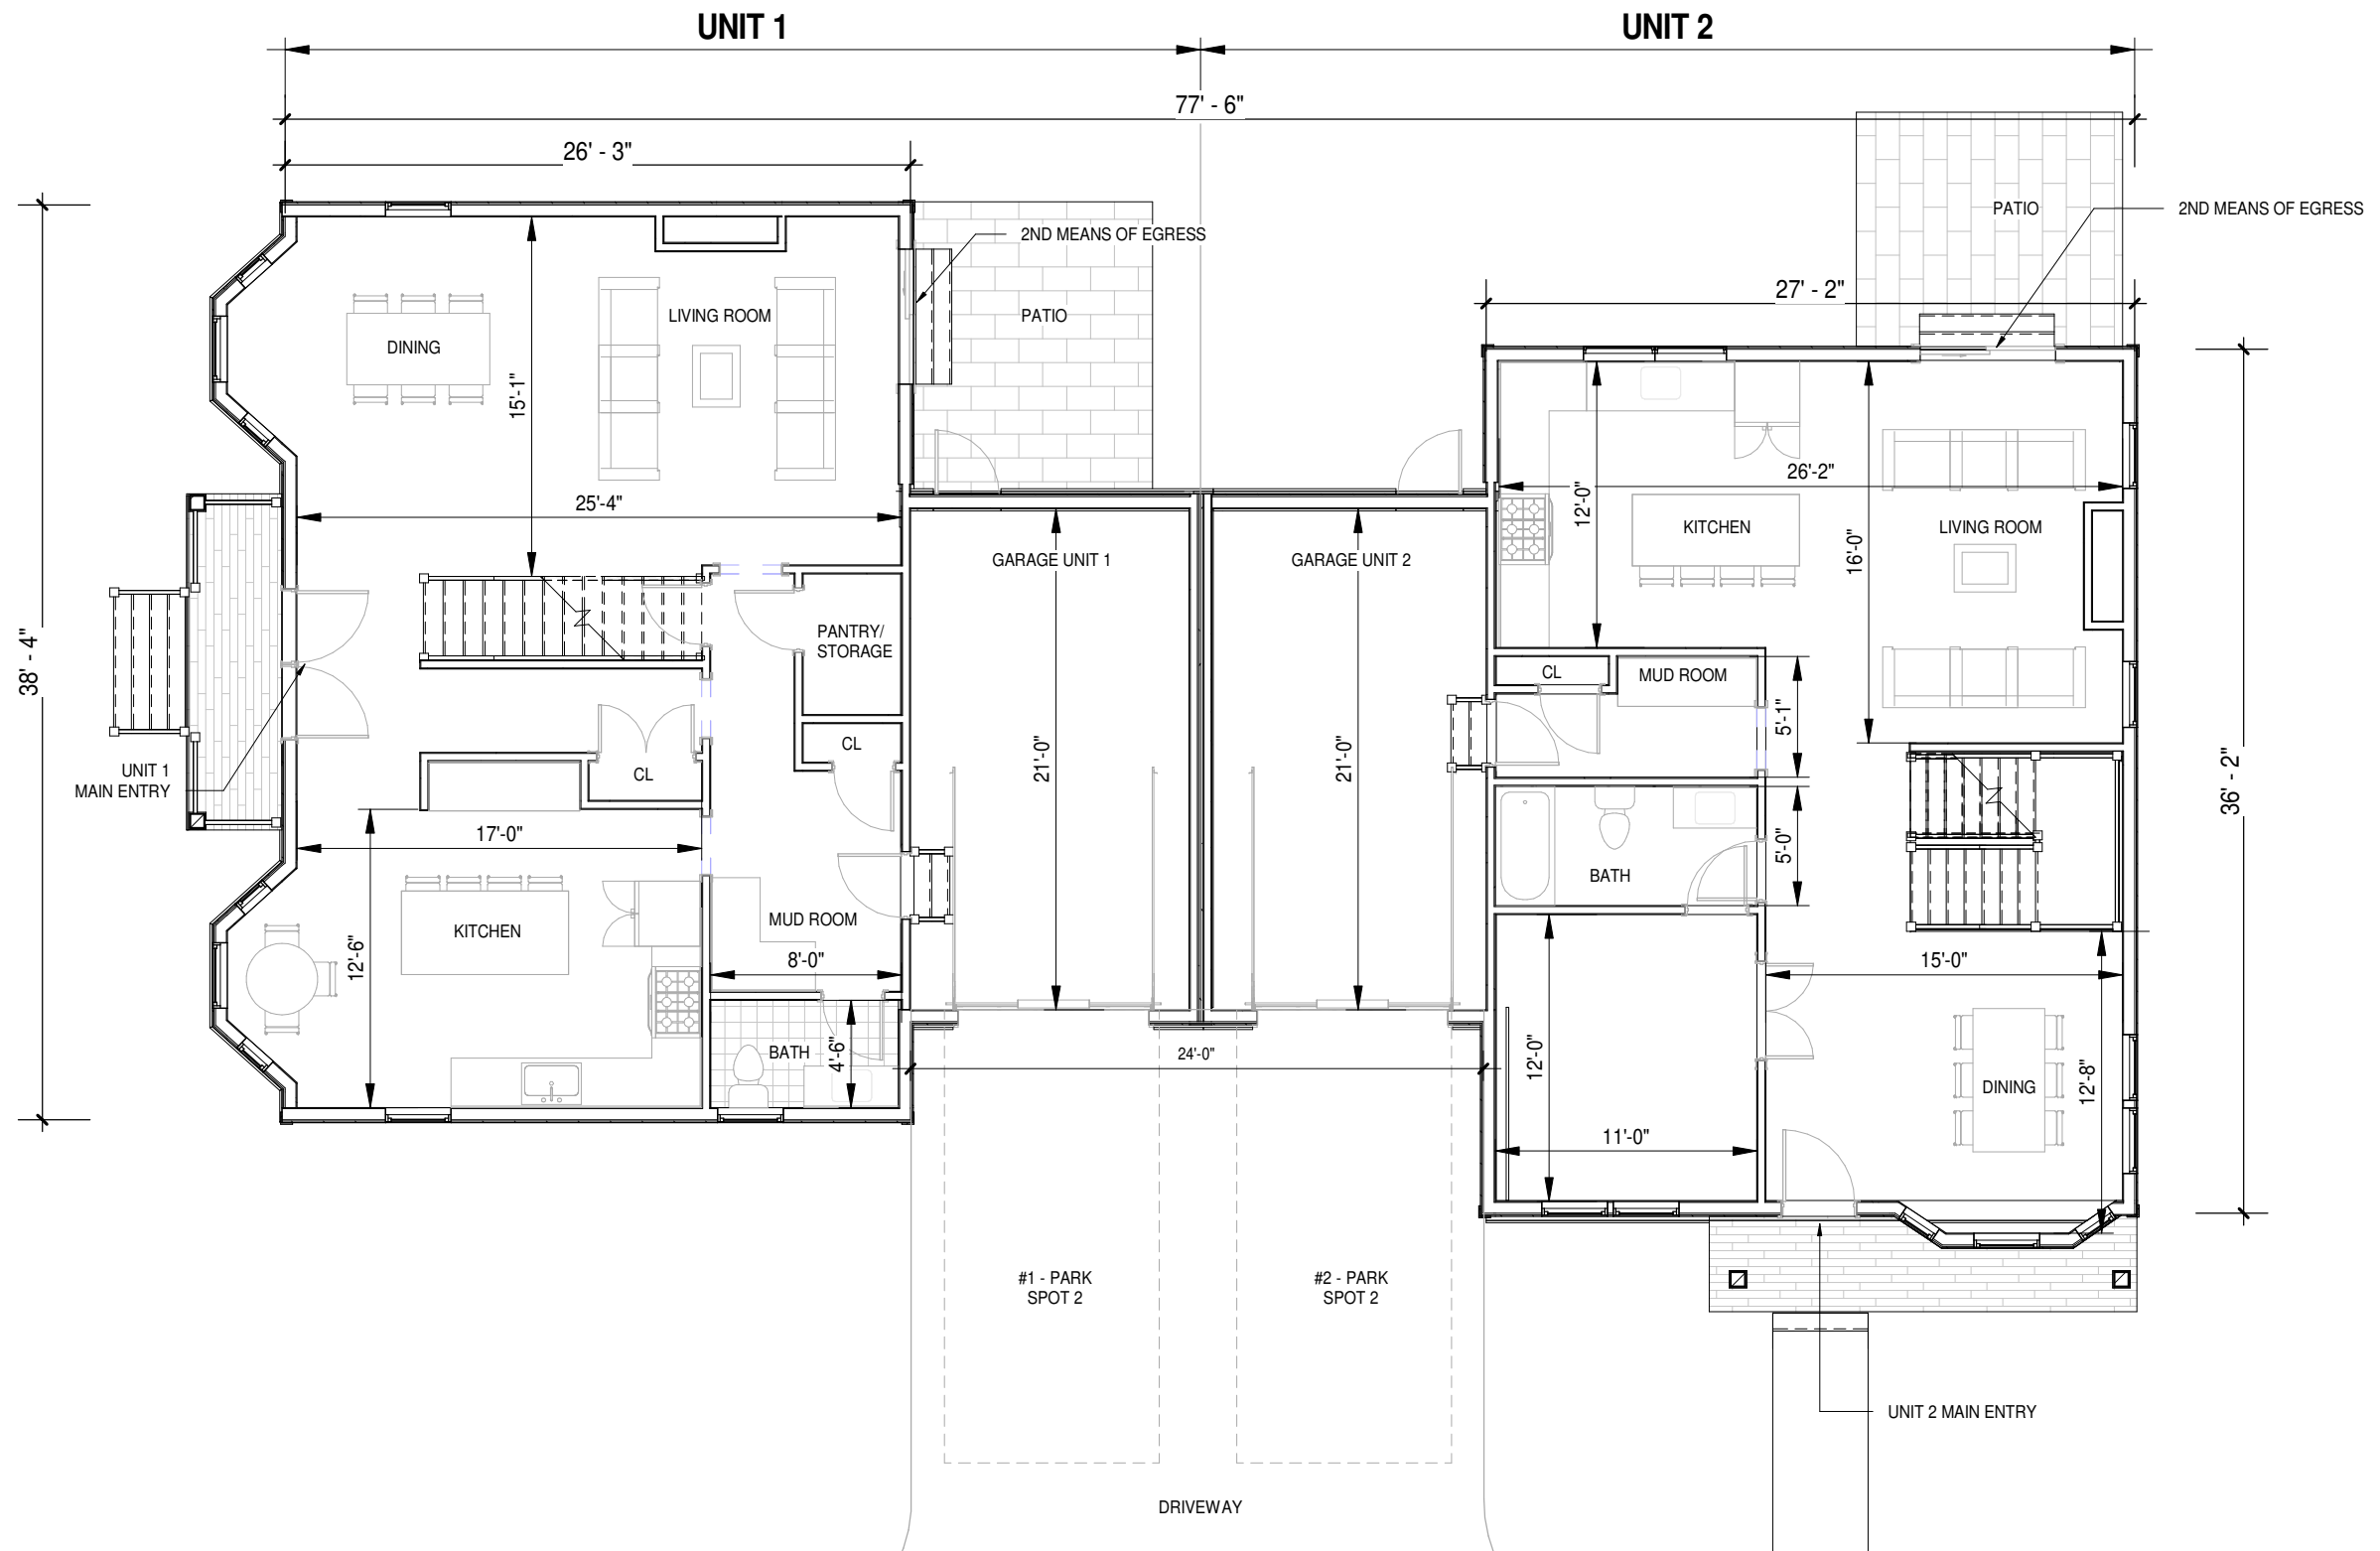 UNIT 1
UNIT 2
77' - 6"
26' - 3"
PATIO
2ND MEANS OF EGRESS
2ND MEANS OF EGRESS
27' - 2"
LIVING ROOM
PATIO
DINING
15'-1"
26'-2"
25'-4"
12'-0"
KITCHEN
LIVING ROOM
16'-0"
GARAGE UNIT 1
GARAGE UNIT 2
PANTRY/
STORAGE
38' - 4"
CL
MUD ROOM
5'-1"
CL
21'-0"
21'-0"
UNIT 1
MAIN ENTRY
CL
36' - 2"
17'-0"
5'-0"
BATH
MUD ROOM
KITCHEN
12'-6"
8'-0"
15'-0"
BATH
4'-6"
24'-0"
12'-0"
DINING
12'-8"
11'-0"
#1 - PARK
SPOT 2
#2 - PARK
SPOT 2
UNIT 2 MAIN ENTRY
DRIVEWAY